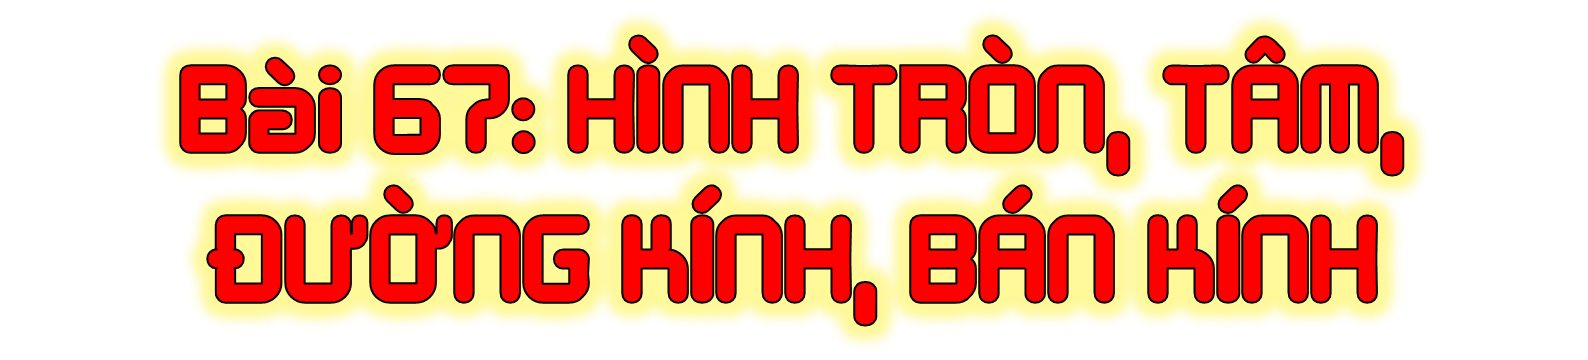 Bài 67: HÌNH TRÒN, TÂM,
ĐƯỜNG KÍNH, BÁN KÍNH